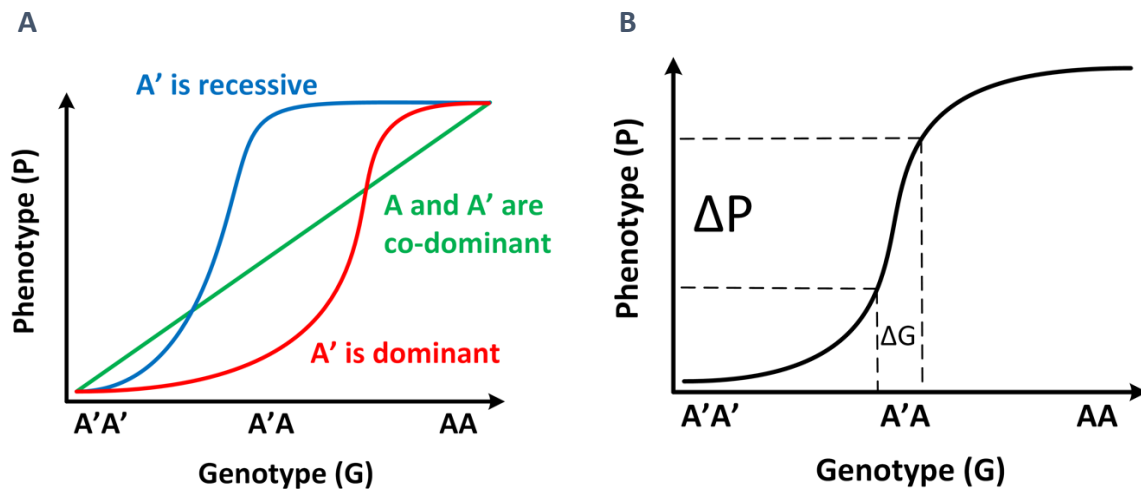 A
A' is recessive
A and A' are
co-dominant
A' is dominant
Phenotype (P)
A'A'
A'A
AA
Genotype (G)
B
Phenotype (P)
ΔP
ΔG
A'A'
A'A
AA
Genotype (G)